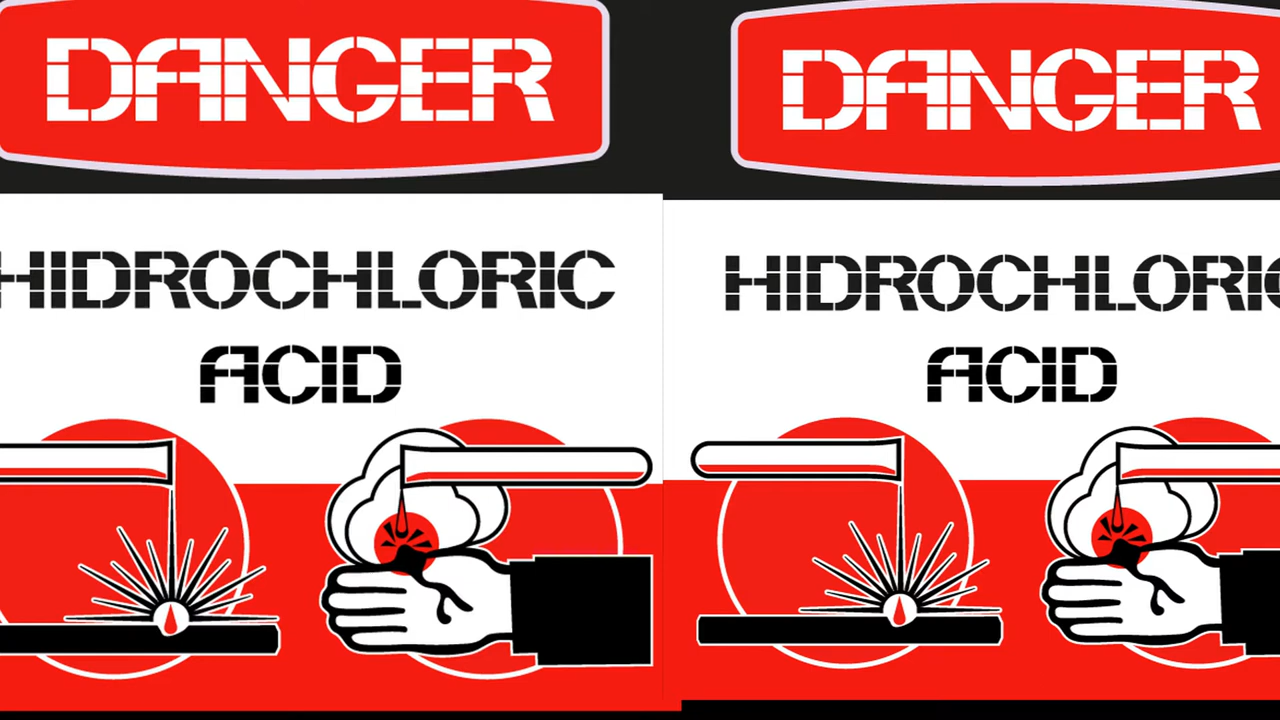 DANGER
HIDROCHLORIC
ACID
DANGER
HIDROCHLORIC
ACID